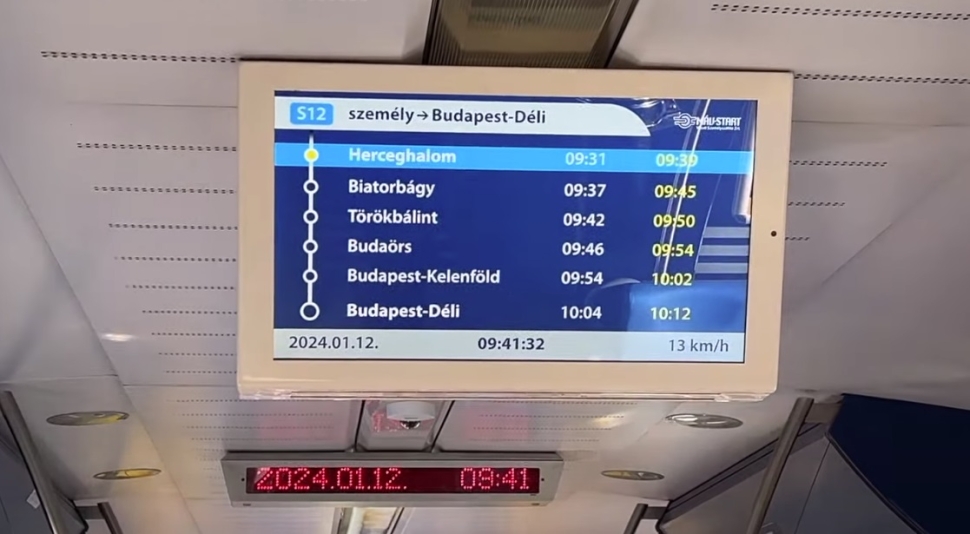 S12 személy→Budapest-Déli MÁV-START
Herceghalom 09:31 09:39
Biatorbágy 09:37 09:45
Törökbálint 09:42 09:50
Budaörs 09:46 09:54
Budapest-Kelenföld 09:54 10:02
Budapest-Déli 10:04 10:12
2024.01.12. 09:41:32 13 km/h
2024.01.12. 09:41